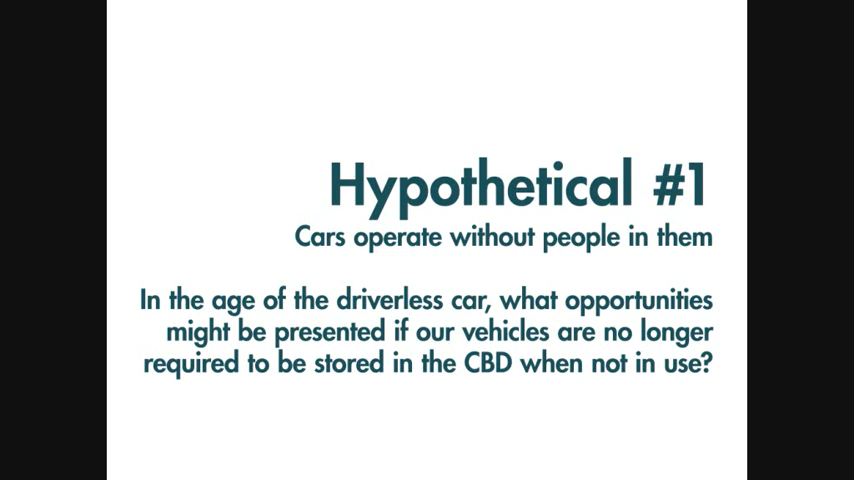 Hypothetical #1
Cars operate without people in them
In the age of the driverless car, what opportunities
might be presented if our vehicles are no longer
required to be stored in the CBD when not in use?